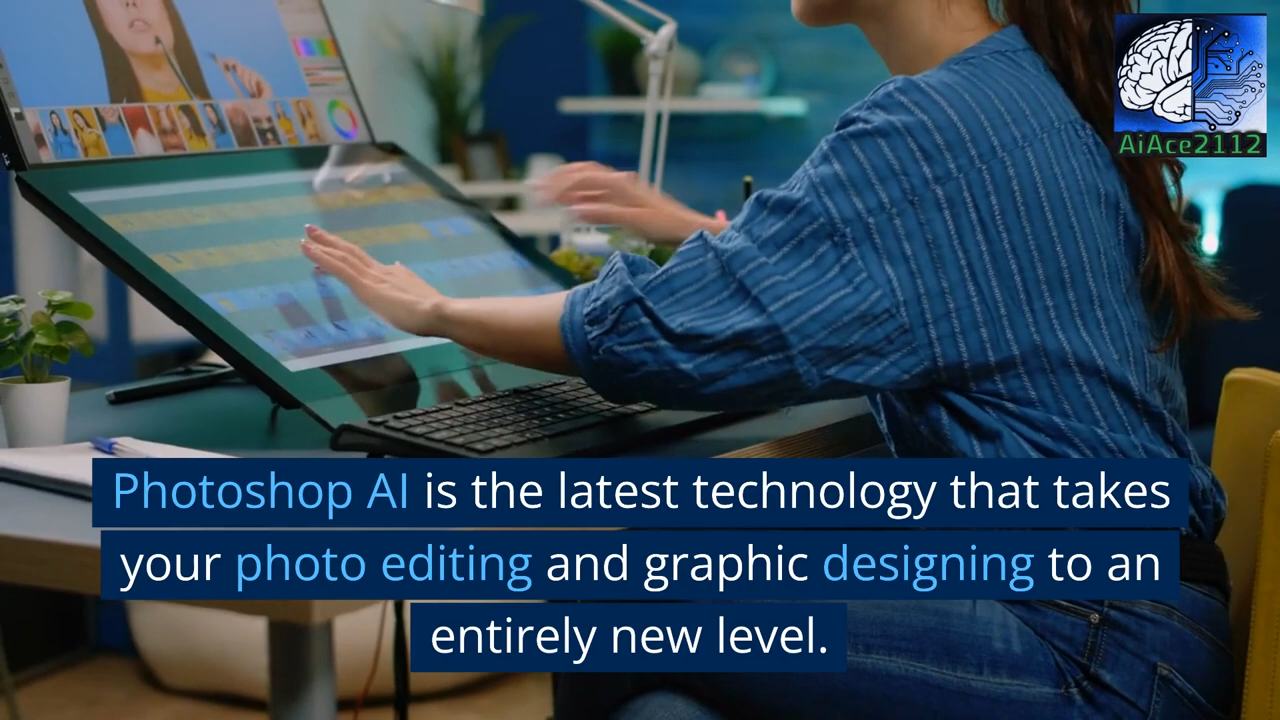 AiAce2112
Photoshop AI is the latest technology that takes
your photo editing and graphic designing to an
entirely new level.